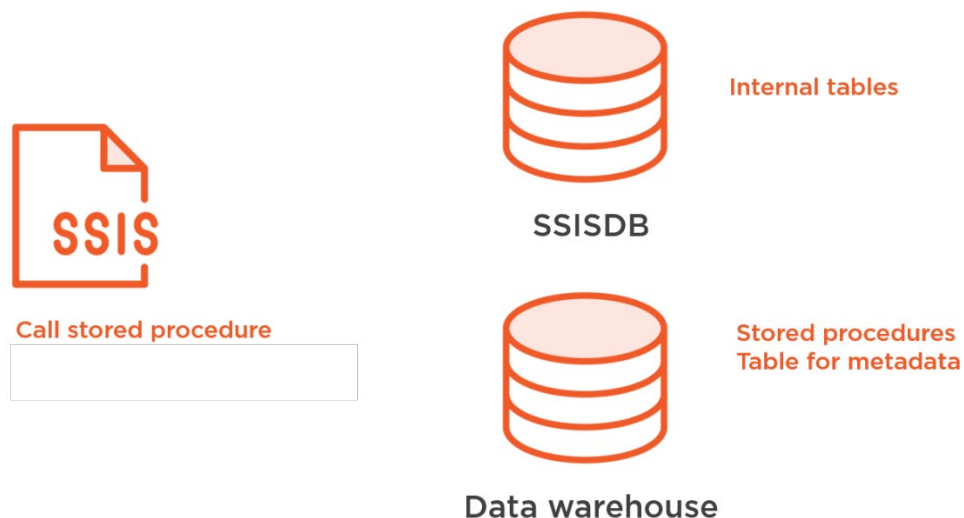 SSIS
Call stored procedure
Internal tables
SSISDB
Stored procedures
Table for metadata
Data warehouse